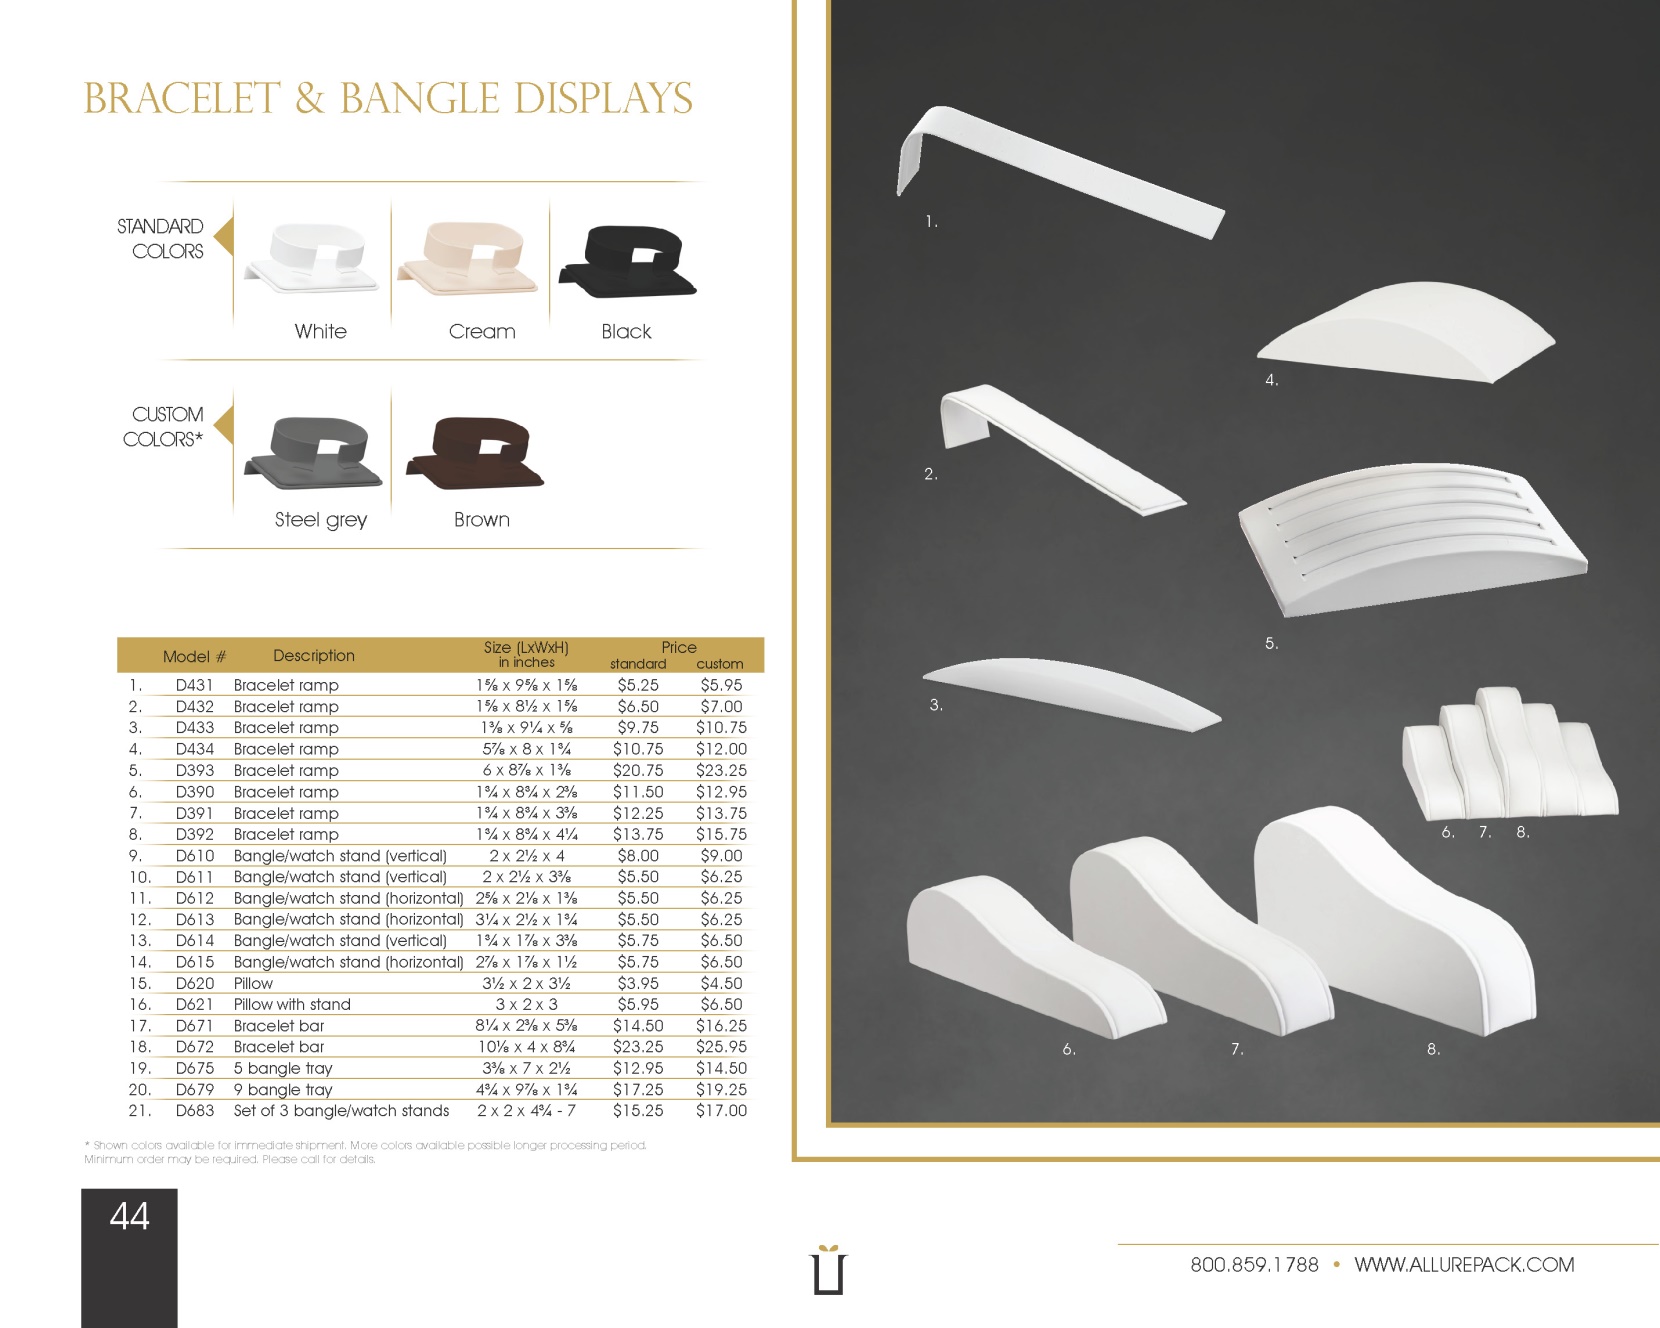 BRACELET & BANGLE DISPLAYS
STANDARD
COLORS
White
Cream
Black
CUSTOM
COLORS*
Steel grey
Brown
Model # Description Size (LxWxH) in inches Price standard custom
1. D431 Bracelet ramp 1⅝ x 9⅝ x 1⅝ $5.25 $5.95
2. D432 Bracelet ramp 1⅝ x 8½ x 1⅝ $6.50 $7.00
3. D433 Bracelet ramp 1⅜ x 9¼ x ⅝ $9.75 $10.75
4. D434 Bracelet ramp 5⅞ x 8 x 1¾ $10.75 $12.00
5. D393 Bracelet ramp 6 x 8⅞ x 1⅜ $20.75 $23.25
6. D390 Bracelet ramp 1¾ x 8¾ x 2⅜ $11.50 $12.95
7. D391 Bracelet ramp 1¾ x 8¾ x 3⅜ $12.25 $13.75
8. D392 Bracelet ramp 1¾ x 8¾ x 4¼ $13.75 $15.75
9. D610 Bangle/watch stand (vertical) 2 x 2½ x 4 $8.00 $9.00
10. D611 Bangle/watch stand (vertical) 2 x 2½ x 3⅜ $5.50 $6.25
11. D612 Bangle/watch stand (horizontal) 2⅝ x 2⅛ x 1⅜ $5.50 $6.25
12. D613 Bangle/watch stand (horizontal) 3¼ x 2½ x 1¾ $5.50 $6.25
13. D614 Bangle/watch stand (vertical) 1¾ x 1⅞ x 3⅜ $5.75 $6.50
14. D615 Bangle/watch stand (horizontal) 2⅞ x 1⅞ x 1½ $5.75 $6.50
15. D620 Pillow 3½ x 2 x 3½ $3.95 $4.50
16. D621 Pillow with stand 3 x 2 x 3 $5.95 $6.50
17. D671 Bracelet bar 8¼ x 2⅜ x 5⅜ $14.50 $16.25
18. D672 Bracelet bar 10⅛ x 4 x 8¾ $23.25 $25.95
19. D675 5 bangle tray 3⅜ x 7 x 2½ $12.95 $14.50
20. D679 9 bangle tray 4¾ x 9⅞ x 1¾ $17.25 $19.25
21. D683 Set of 3 bangle/watch stands 2 x 2 x 4¾ - 7 $15.25 $17.00
* Shown colors available for immediate shipment. More colors available possible longer processing period.
Minimum order may be required. Please call for details.
44
1.
4.
2.
5.
3.
6. 7. 8.
6. 7. 8.
800.859.1788 • WWW.ALLUREPACK.COM